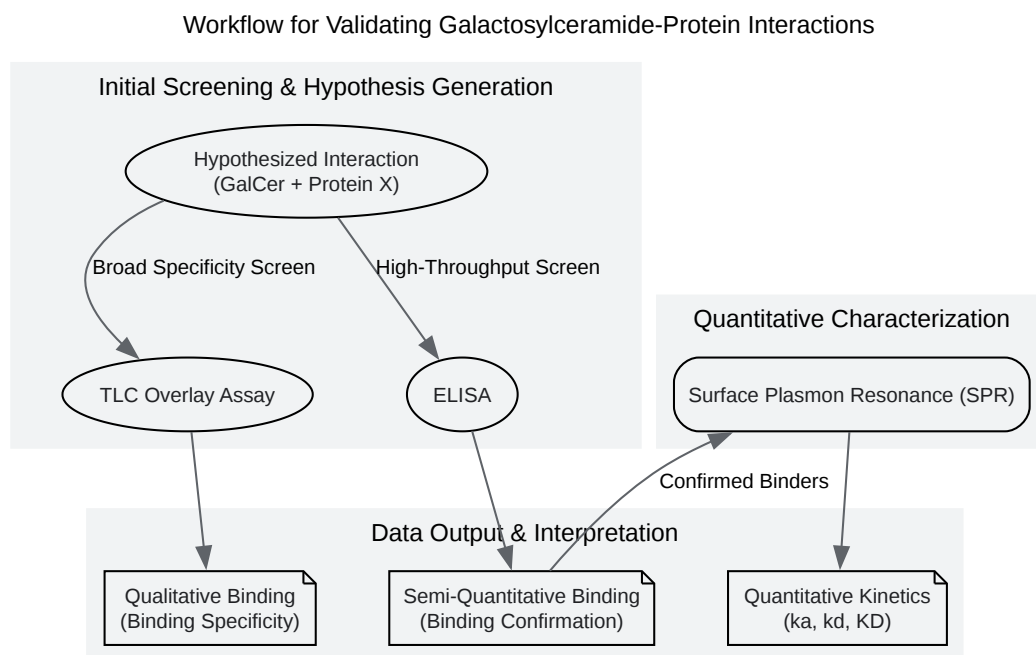 Workflow for Validating Galactosylceramide-Protein Interactions
Initial Screening & Hypothesis Generation
Hypothesized Interaction
(GalCer + Protein X)
Broad Specificity Screen
High-Throughput Screen
Quantitative Characterization
TLC Overlay Assay
ELISA
Surface Plasmon Resonance (SPR)
Confirmed Binders
Data Output & Interpretation
Qualitative Binding
(Binding Specificity)
Semi-Quantitative Binding
(Binding Confirmation)
Quantitative Kinetics
(ka, kd, KD)